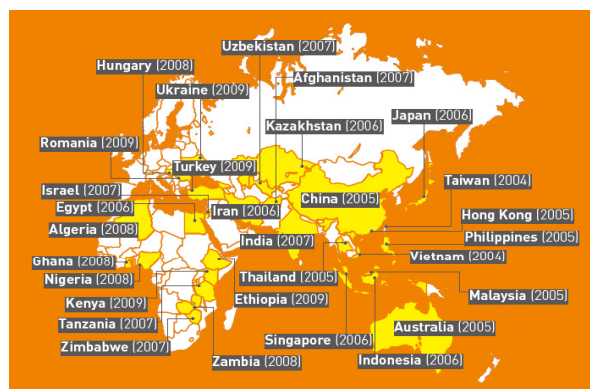 Uzbekistan (2007)
Hungary (2008)
Afghanistan (2007)
Ukraine (2009)
Japan (2006)
Kazakhstan (2006)
Romania (2009)
Turkey (2009)
Taiwan (2004)
Israel (2007)
China (2005)
Egypt (2006)
Iran (2006)
Hong Kong (2005)
Algeria (2008)
India (2007)
Philippines (2005)
Vietnam (2004)
Ghana (2008)
Nigeria (2008)
Thailand (2005)
Kenya (2009)
Ethiopia (2009)
Malaysia (2005)
Tanzania (2007)
Australia (2005)
Zimbabwe (2007)
Singapore (2006)
Zambia (2008)
Indonesia (2006)